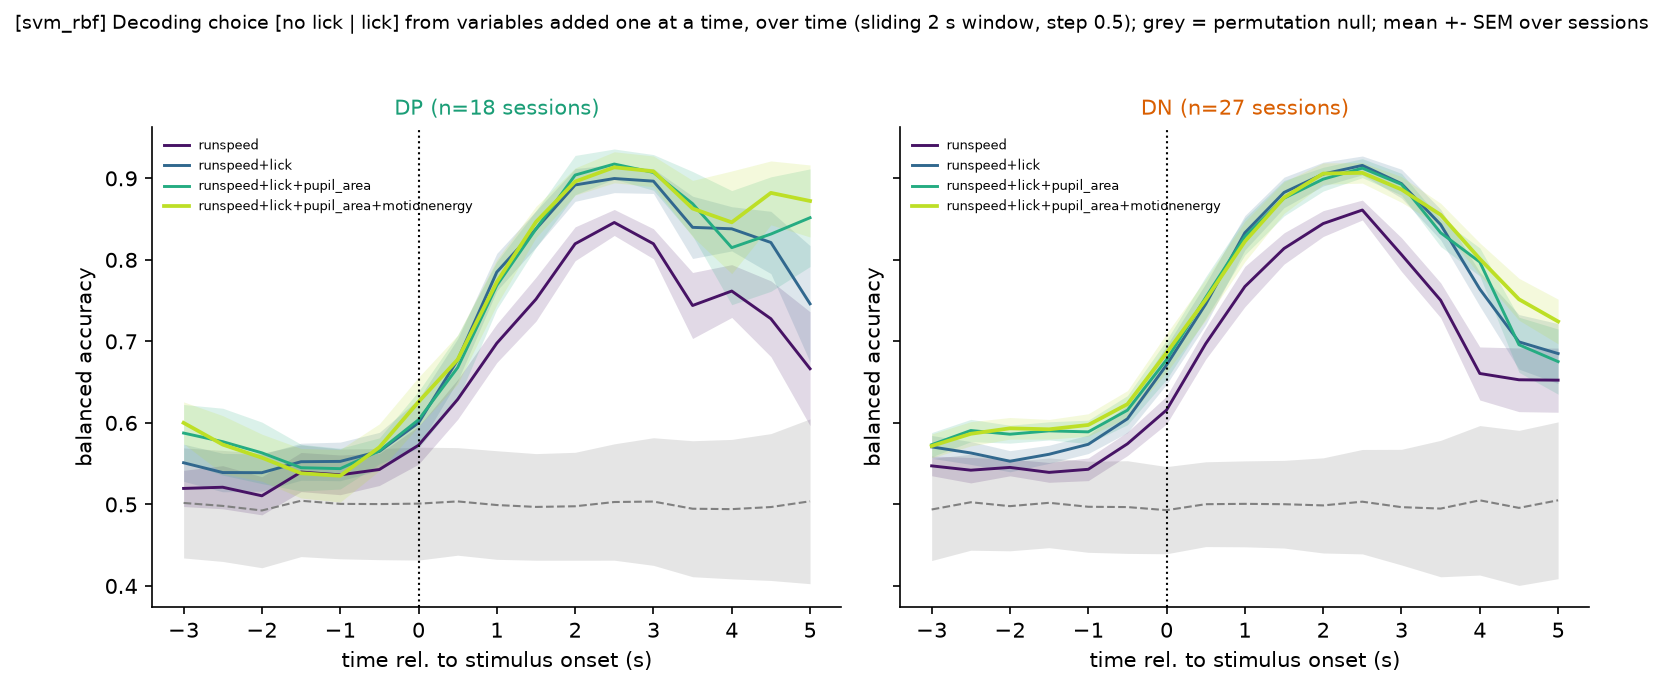 [svm_rbf] Decoding choice [no lick | lick] from variables added one at a time, over time (sliding 2 s window, step 0.5); grey = permutation null; mean +- SEM over sessions
DP (n=18 sessions)
runspeed
runspeed+lick
runspeed+lick+pupil_area
runspeed+lick+pupil_area+motionenergy
balanced accuracy
0.9
0.8
0.7
0.6
0.5
0.4
−3 −2 −1 0 1 2 3 4 5
time rel. to stimulus onset (s)
DN (n=27 sessions)
runspeed
runspeed+lick
runspeed+lick+pupil_area
runspeed+lick+pupil_area+motionenergy
balanced accuracy
−3 −2 −1 0 1 2 3 4 5
time rel. to stimulus onset (s)